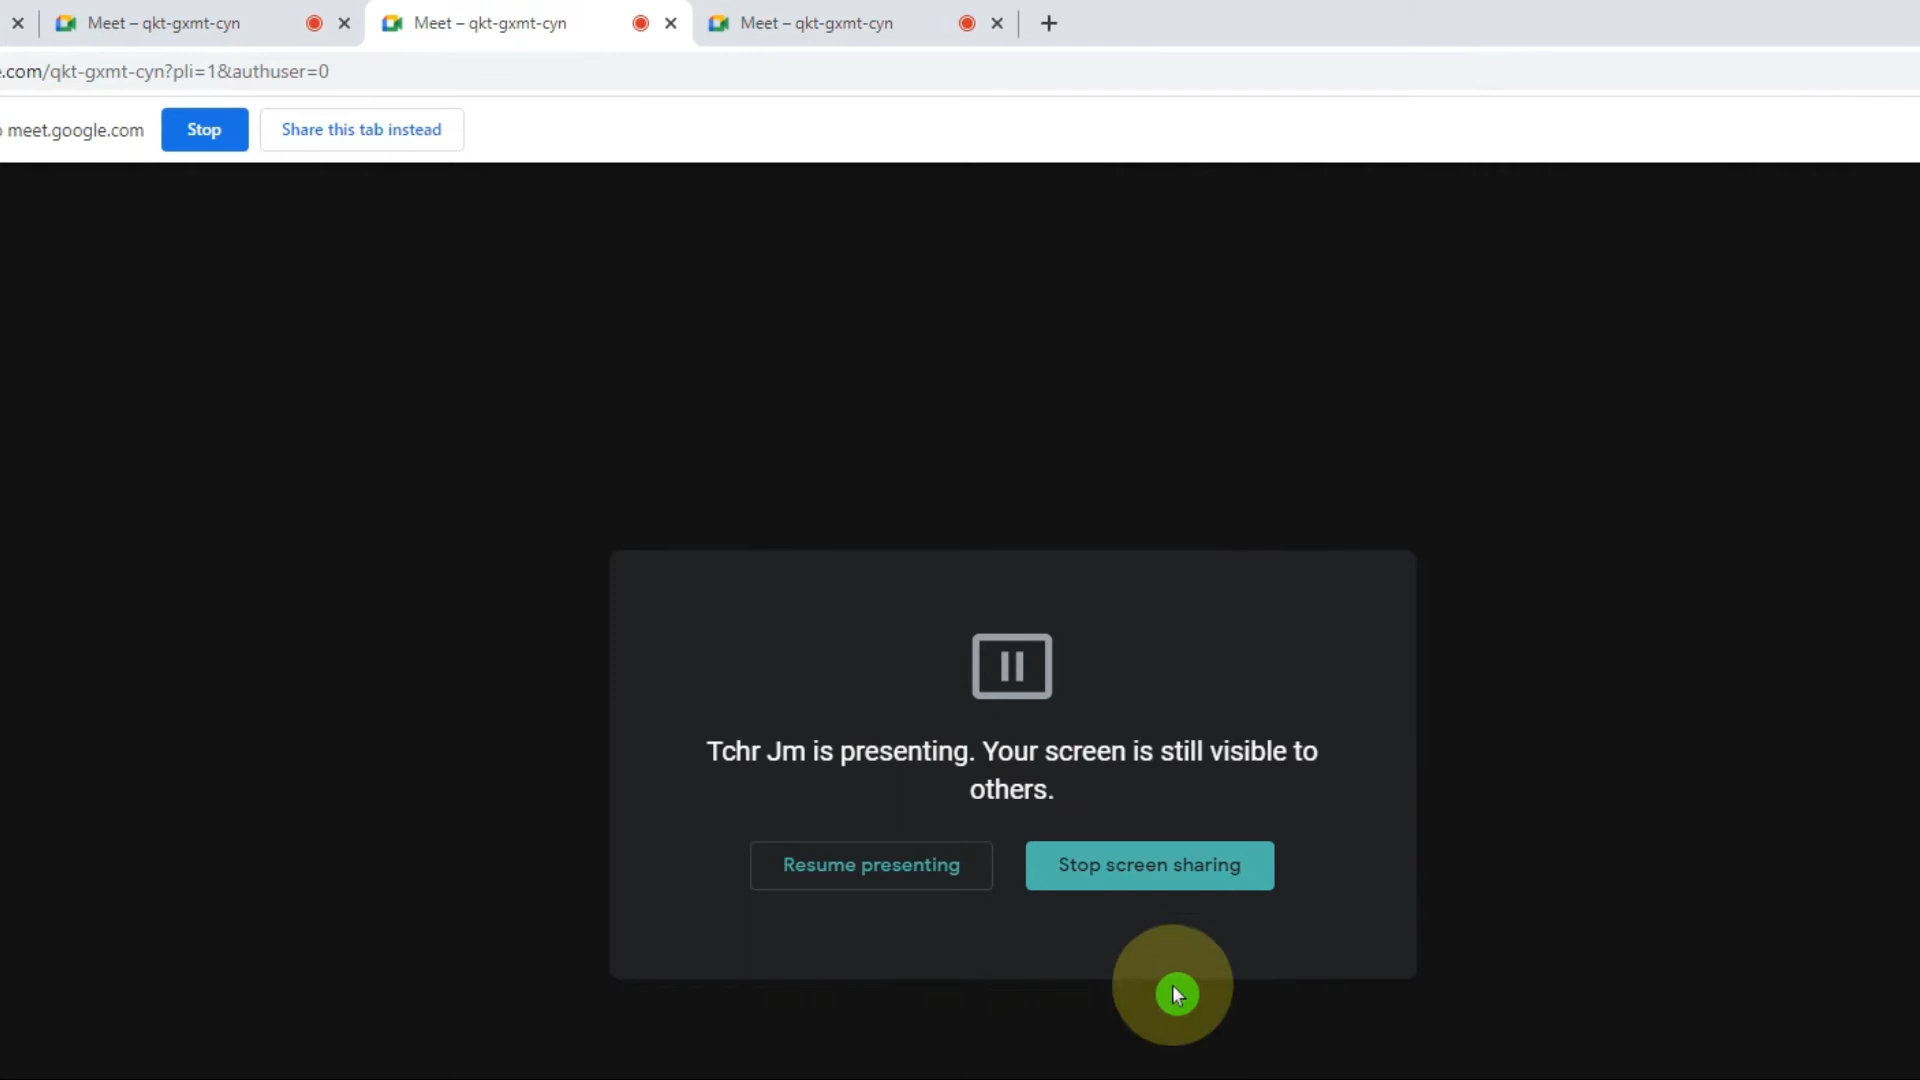 Meet – qkt-gxmt-cyn
Meet – qkt-gxmt-cyn
Meet – qkt-gxmt-cyn
.com/qkt-gxmt-cyn?pli=1&authuser=0
meet.google.com
Stop
Share this tab instead
Tchr Jm is presenting. Your screen is still visible to
others.
Resume presenting
Stop screen sharing